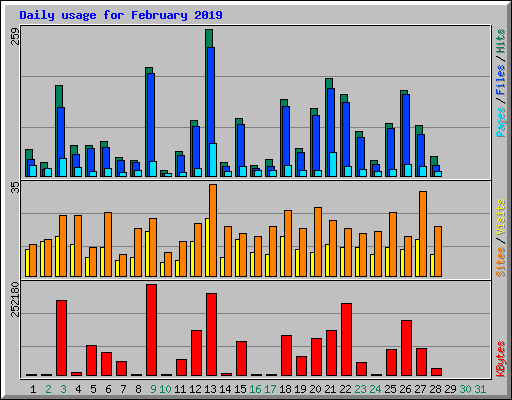 Daily usage for February 2019
259
Pages / Files / Hits
35
Sites / Visits
252180
KBytes
1 2 3 4 5 6 7 8 9 10 11 12 13 14 15 16 17 18 19 20 21 22 23 24 25 26 27 28 29 30 31